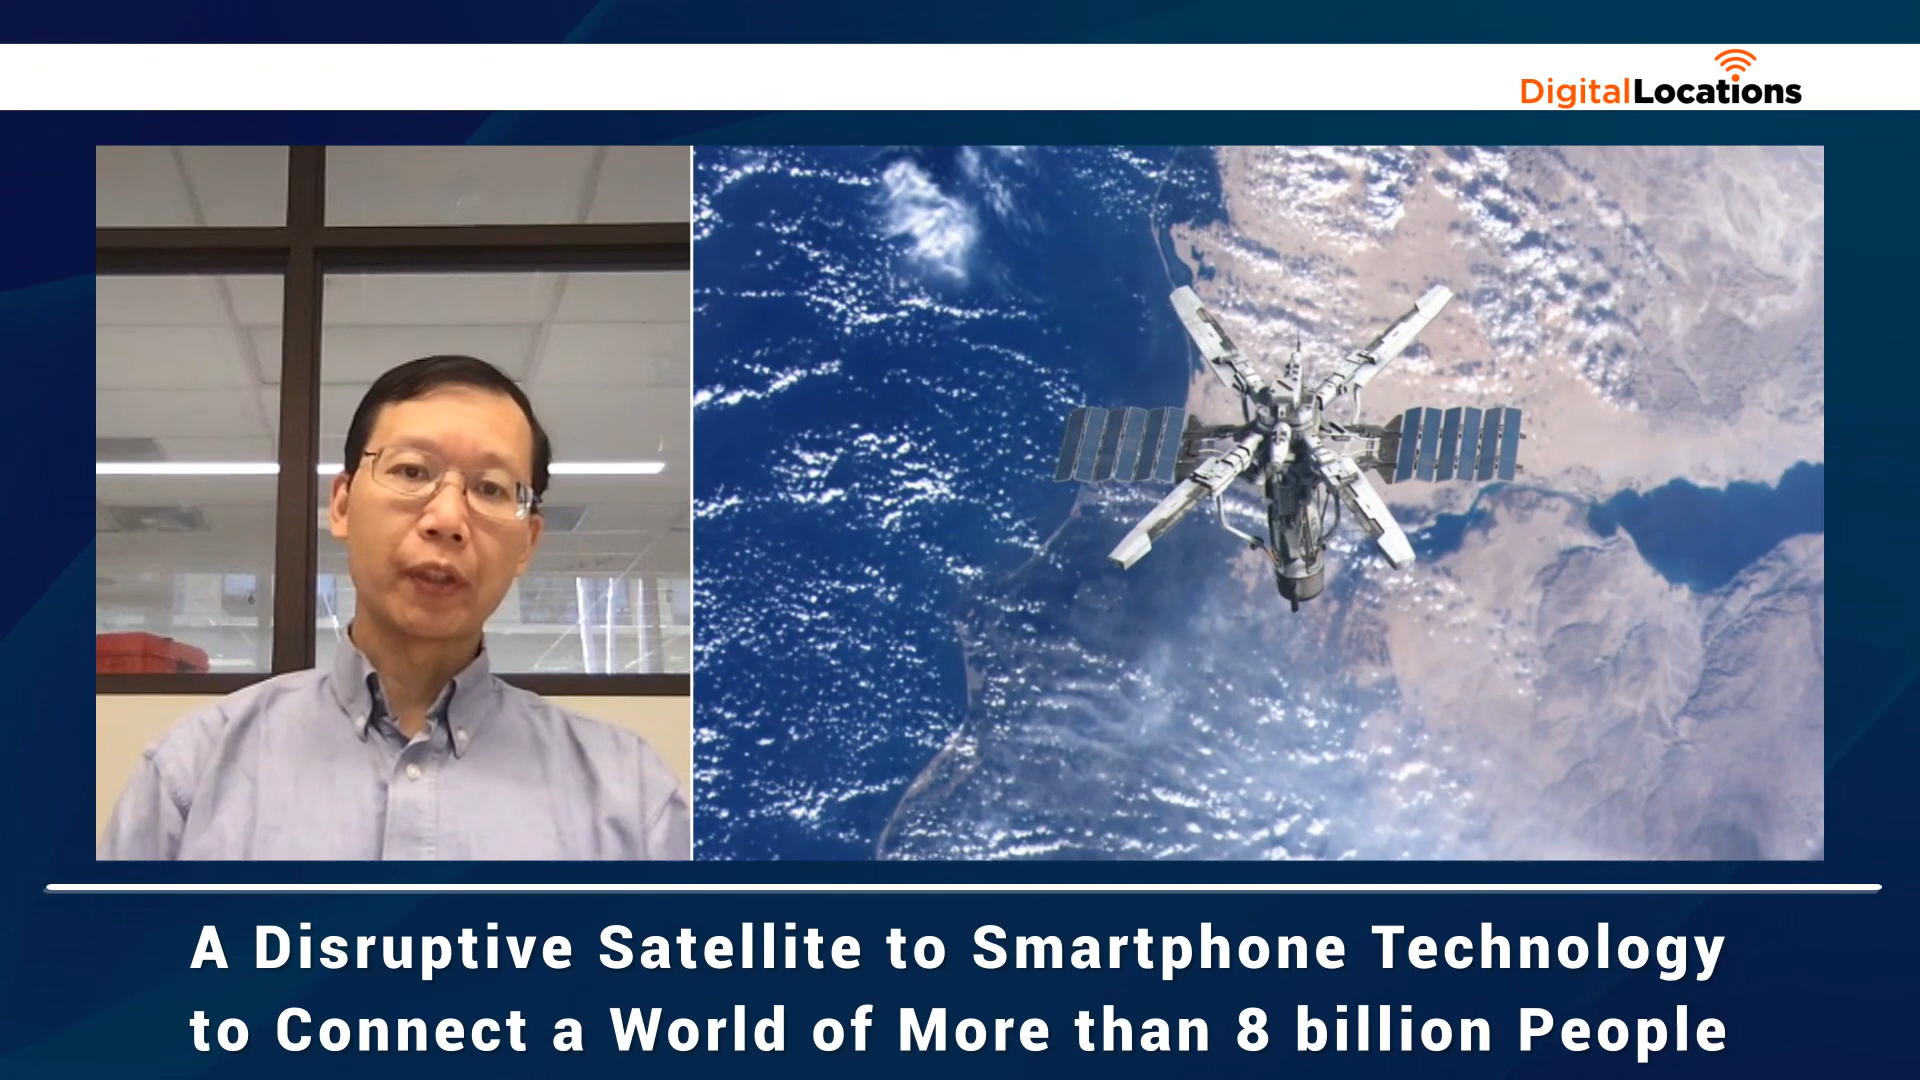 DigitalLocations
A Disruptive Satellite to Smartphone Technology
to Connect a World of More than 8 billion People